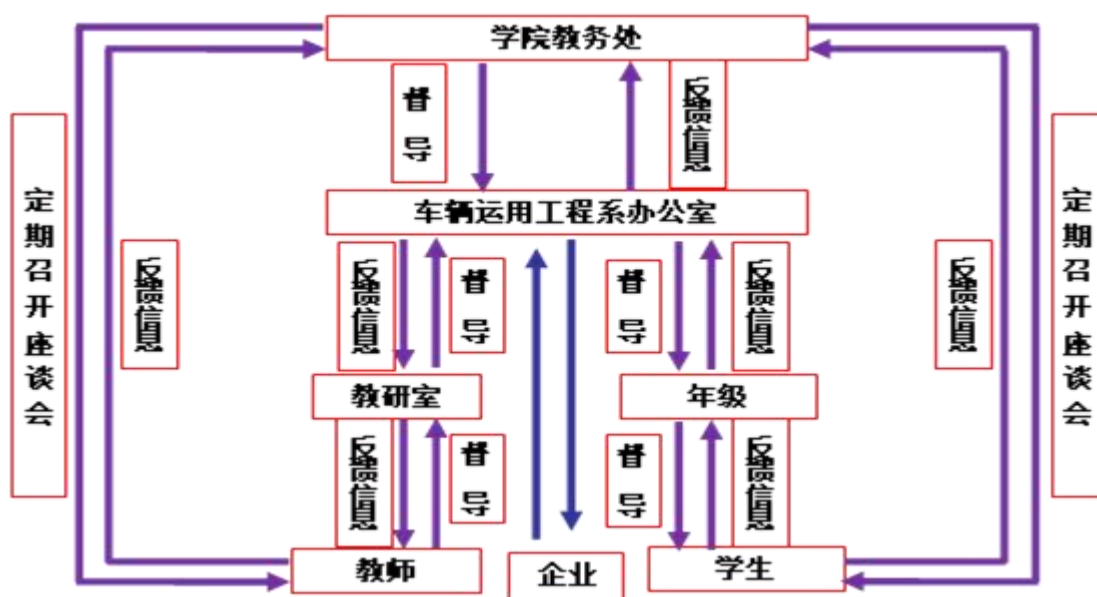 学院教务处
督导
反馈信息
车辆运用工程系办公室
定期召开座谈会
反馈信息
反馈信息
督导
督导
反馈信息
反馈信息
定期召开座谈会
教研室
年级
反馈信息
督导
督导
反馈信息
教师
企业
学生